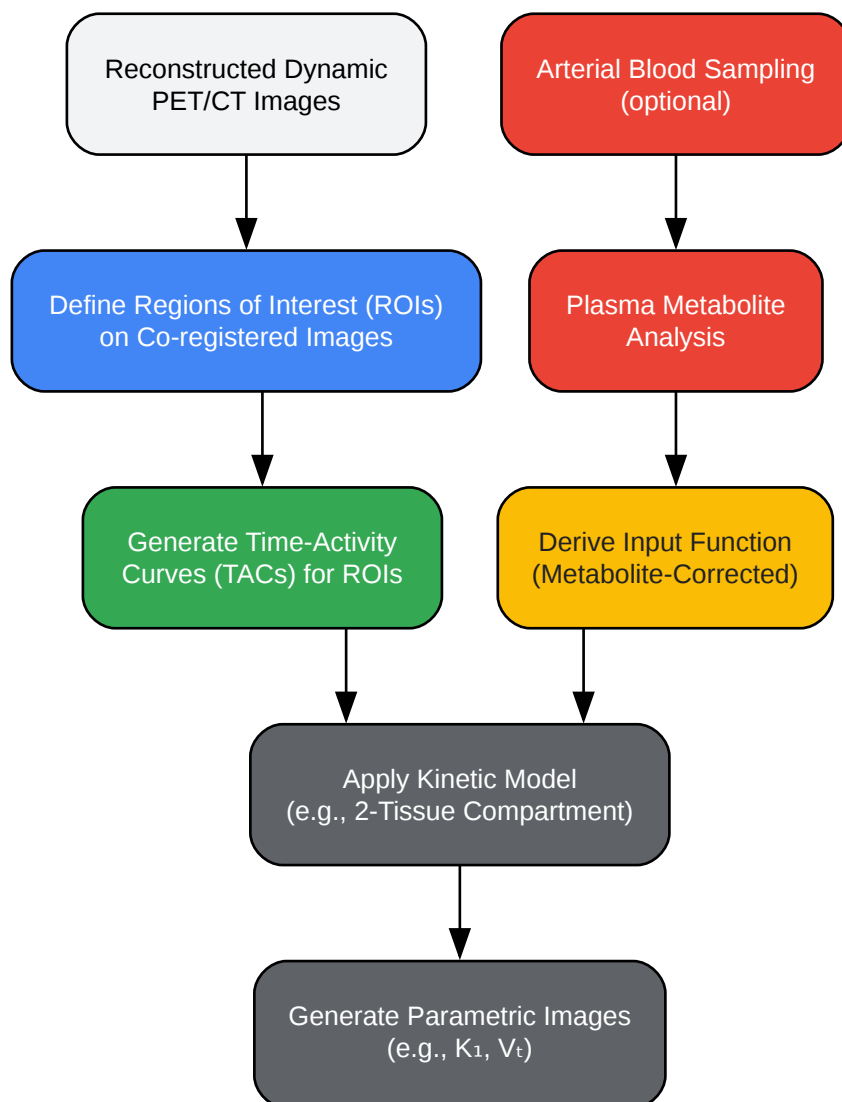 Reconstructed Dynamic
PET/CT Images
Arterial Blood Sampling
(optional)
Define Regions of Interest (ROIs)
on Co-registered Images
Plasma Metabolite
Analysis
Generate Time-Activity
Curves (TACs) for ROIs
Derive Input Function
(Metabolite-Corrected)
Apply Kinetic Model
(e.g., 2-Tissue Compartment)
Generate Parametric Images
(e.g., K₁, Vₜ)